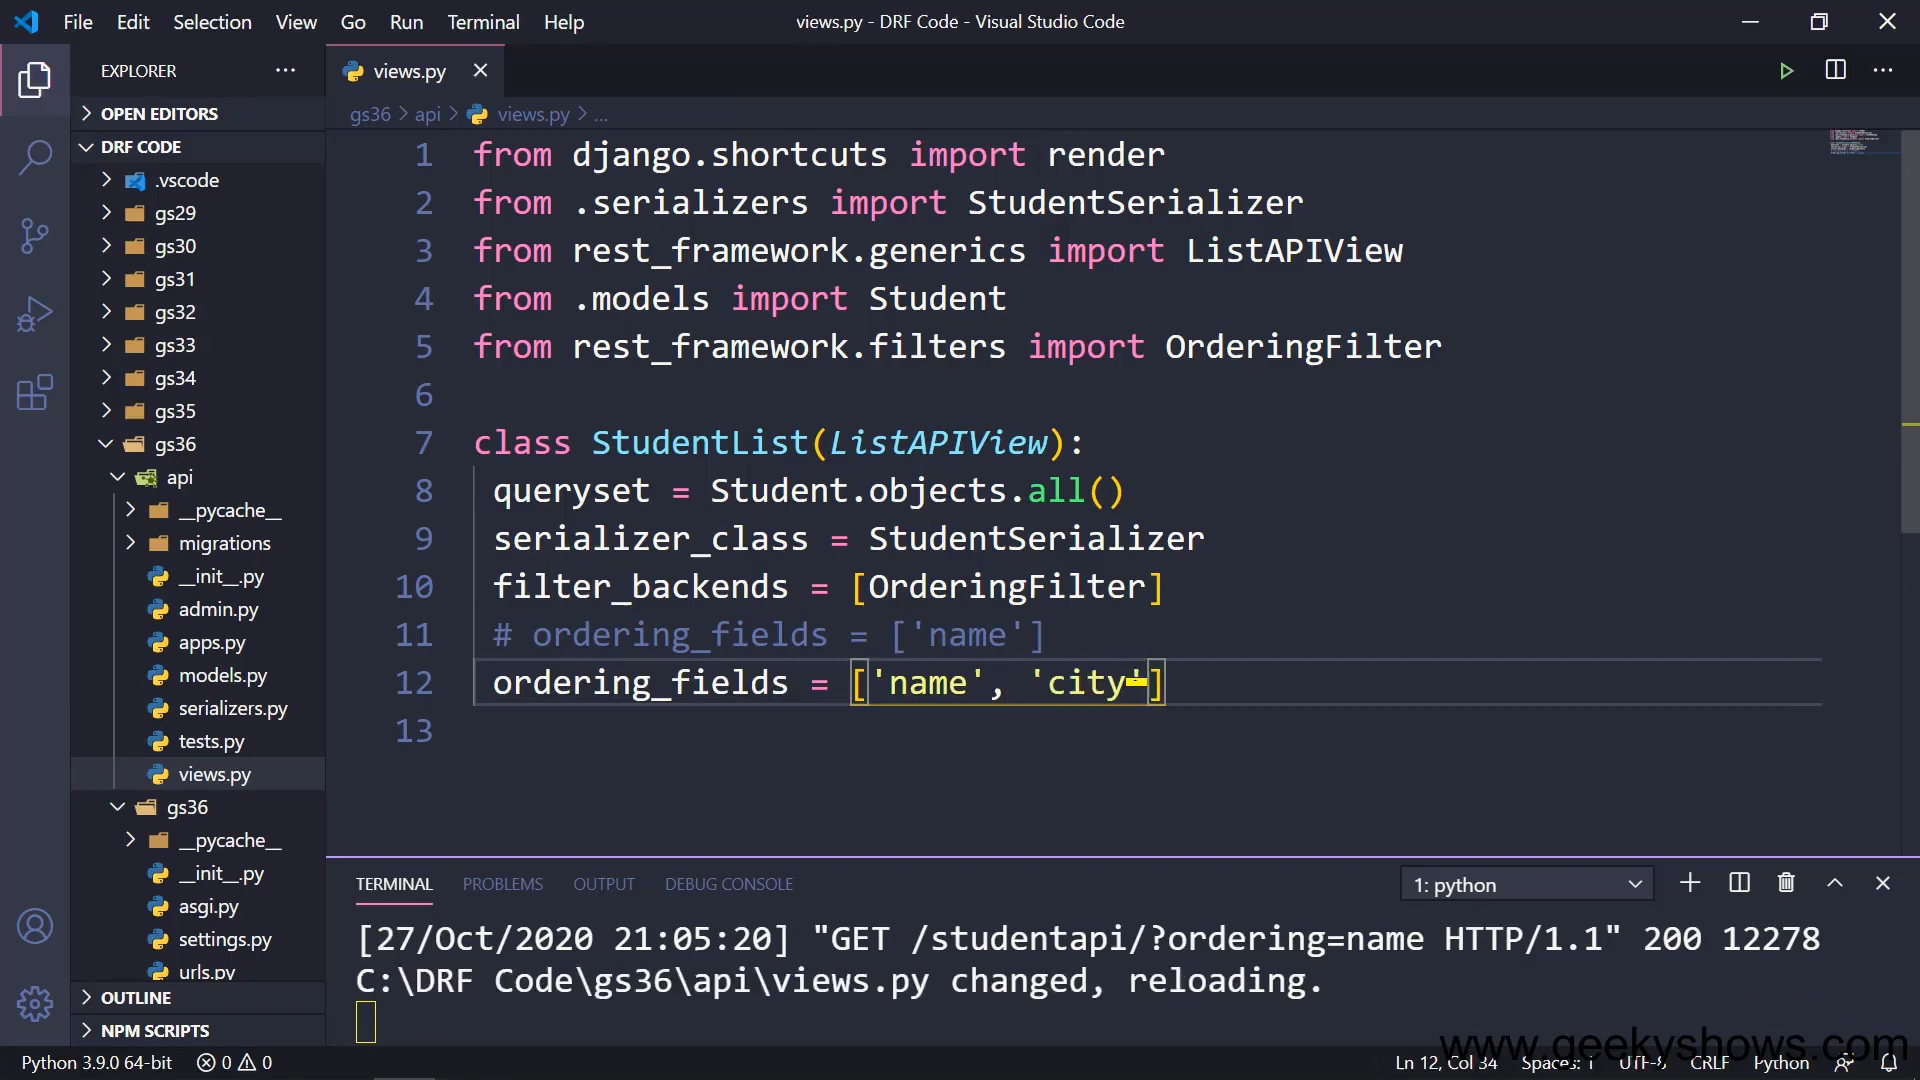 File Edit Selection View Go Run Terminal Help
views.py - DRF Code - Visual Studio Code
EXPLORER
OPEN EDITORS
DRF CODE
.vscode
gs29
gs30
gs31
gs32
gs33
gs34
gs35
gs36
api
__pycache__
migrations
__init__.py
admin.py
apps.py
models.py
serializers.py
tests.py
views.py
gs36
__pycache__
__init__.py
asgi.py
settings.py
urls.py
OUTLINE
NPM SCRIPTS
views.py
gs36 > api > views.py > ...
1 from django.shortcuts import render
2 from .serializers import StudentSerializer
3 from rest_framework.generics import ListAPIView
4 from .models import Student
5 from rest_framework.filters import OrderingFilter
6
7 class StudentList(ListAPIView):
8 queryset = Student.objects.all()
9 serializer_class = StudentSerializer
10 filter_backends = [OrderingFilter]
11 # ordering_fields = ['name']
12 ordering_fields = ['name', 'city']
13
TERMINAL PROBLEMS OUTPUT DEBUG CONSOLE
1: python
[27/Oct/2020 21:05:20] "GET /studentapi/?ordering=name HTTP/1.1" 200 12278
C:\DRF Code\gs36\api\views.py changed, reloading.
www.geekyshows.com
Python 3.9.0 64-bit 0 0
Ln 12, Col 34 Spaces: 1 UTF-8 CRLF Python